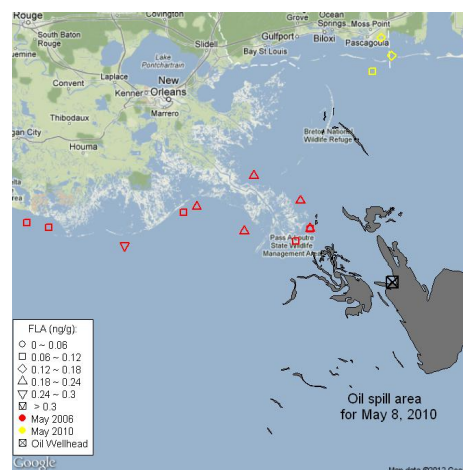 Rouge
Covington
Grove
Ocean
Springs
Moss Point
South Baton
Rouge
Slidell
Gulfport
Biloxi
Pascagoula
Bay St Louis
Lake
Pontchartrain
Laplace
Convent
Kenner
New
Orleans
Marrero
Thibodaux
gan City
Houma
Breton National
Wildlife Refuge
Pass A Loutre
State Wildlife
Management Area
FLA (ng/g):
0 ~ 0.06
0.06 ~ 0.12
0.12 ~ 0.18
0.18 ~ 0.24
0.24 ~ 0.3
> 0.3
May 2006
May 2010
Oil Wellhead
Oil spill area
for May 8, 2010
Google